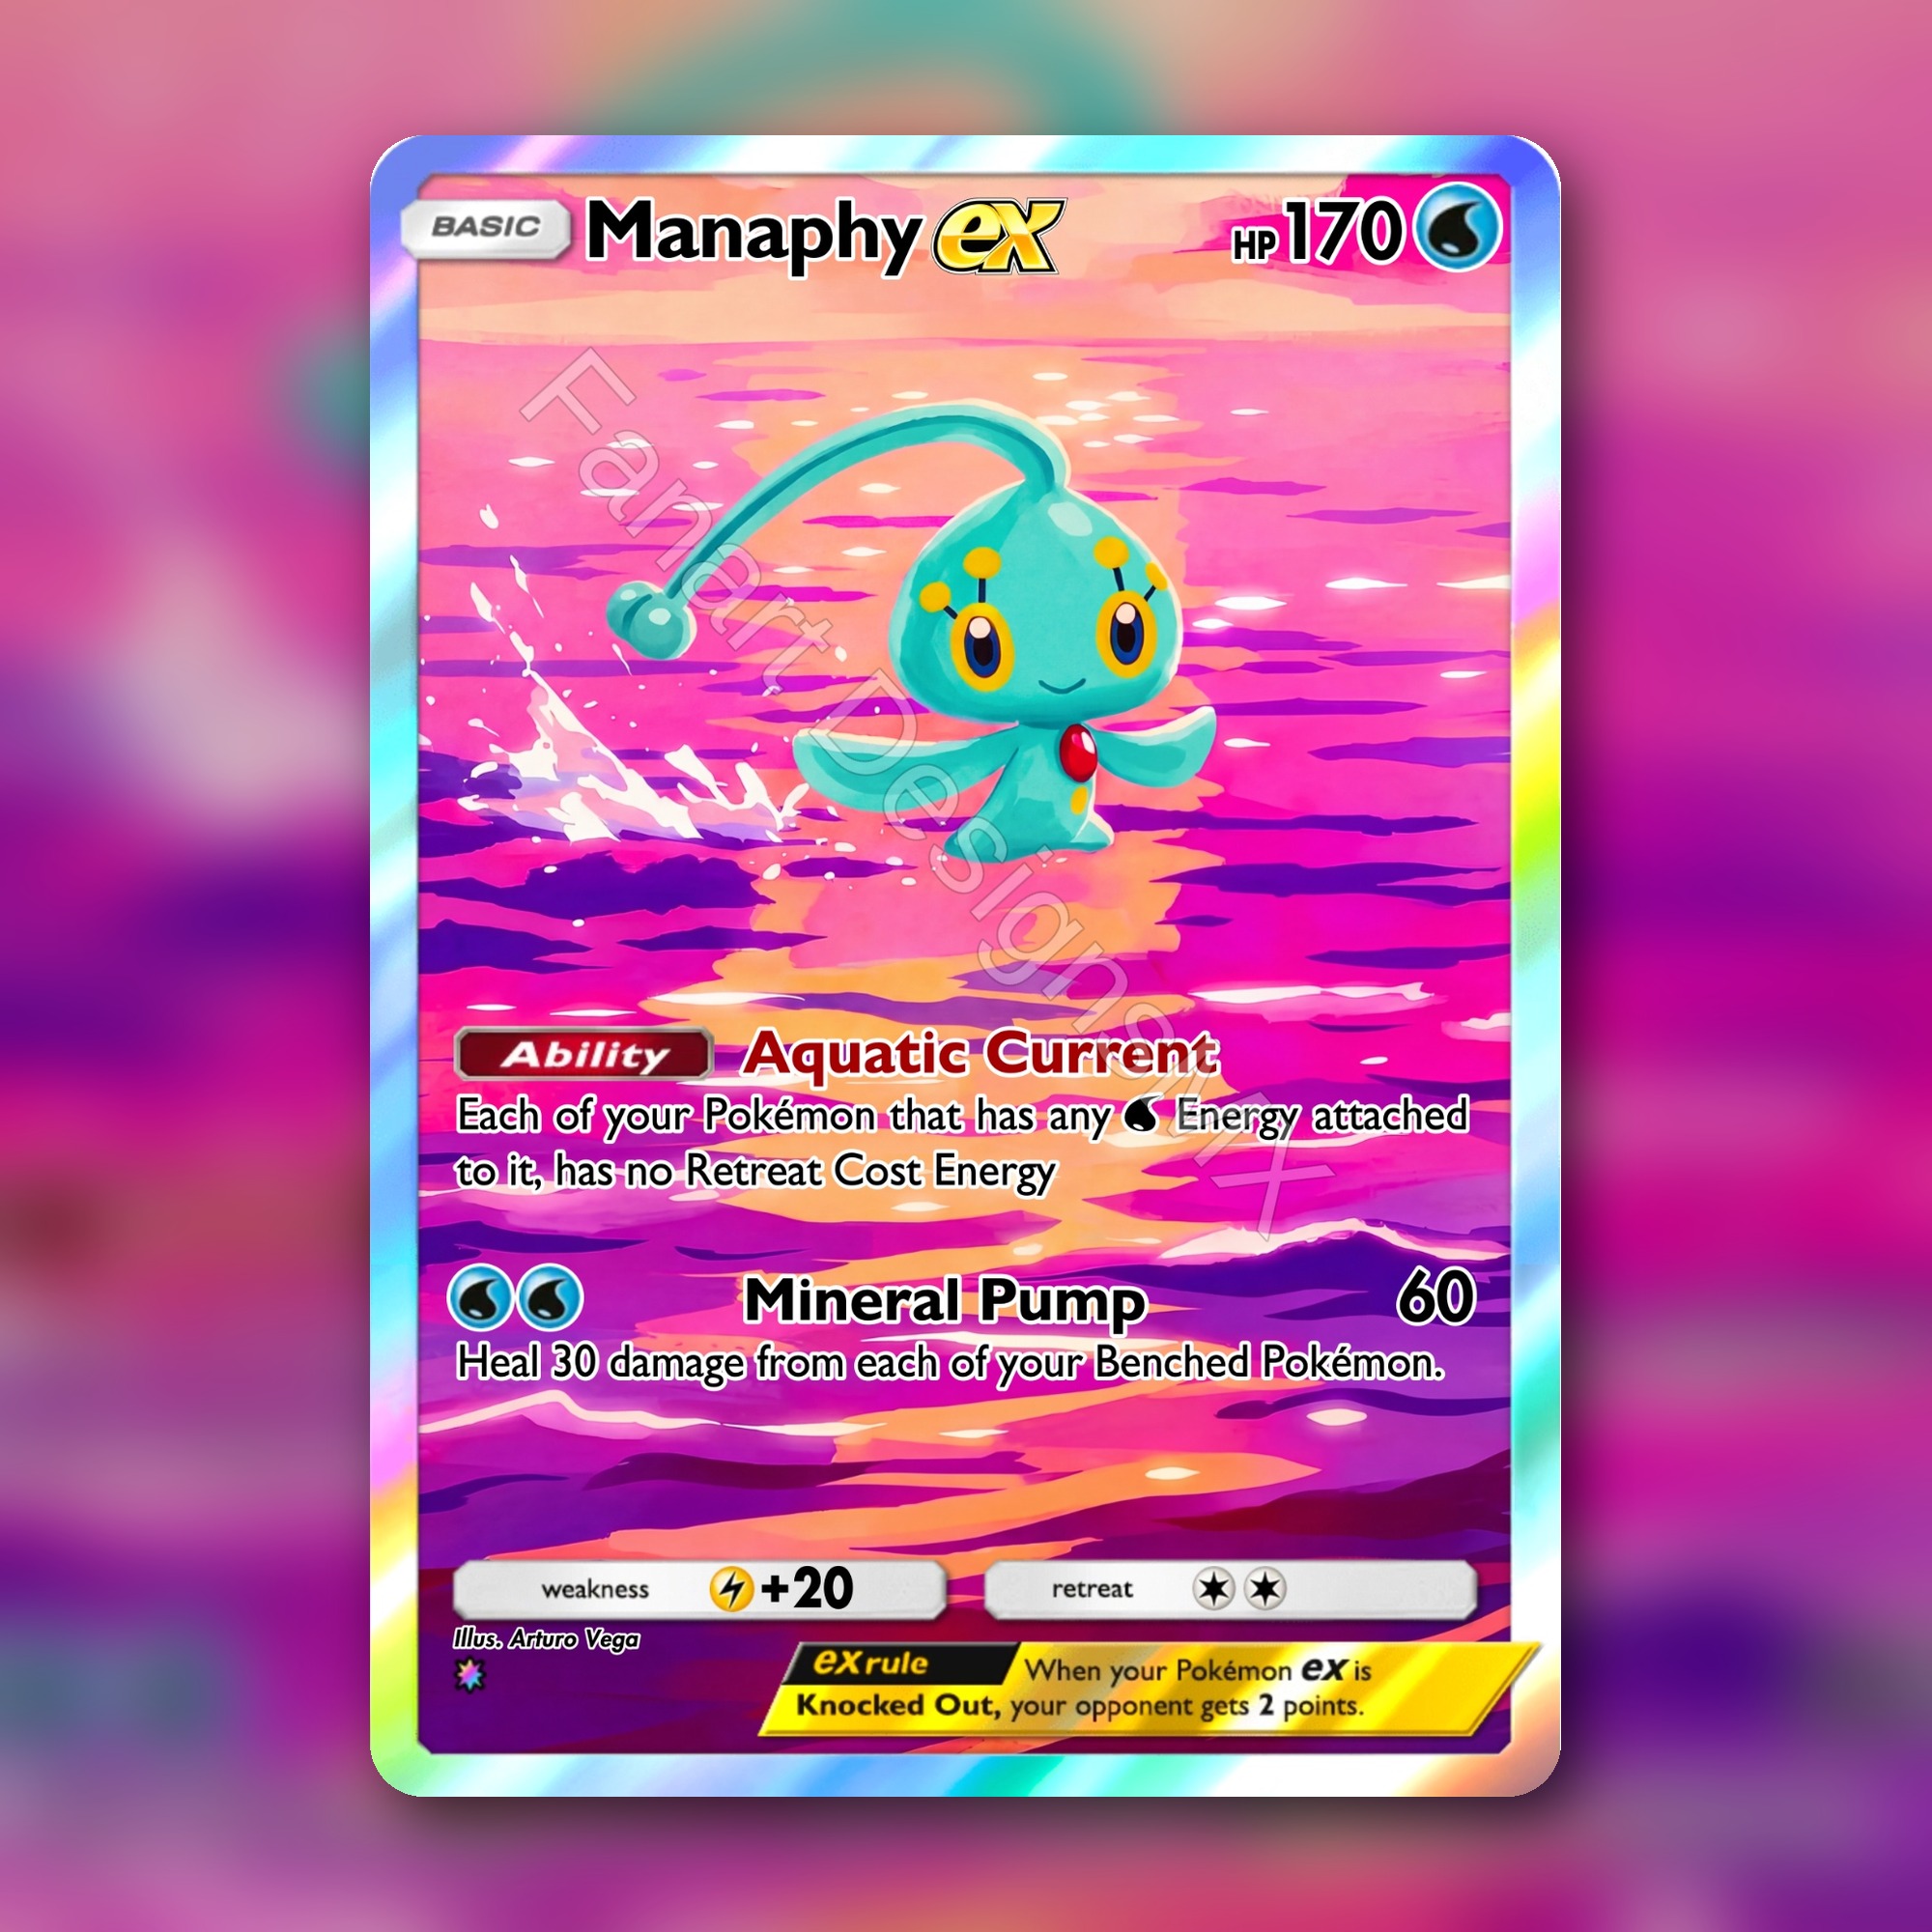 BASIC Manaphy ex HP 170
Fanart DesignsMX
Ability Aquatic Current
Each of your Pokémon that has any Energy attached
to it, has no Retreat Cost Energy
Mineral Pump 60
Heal 30 damage from each of your Benched Pokémon.
weakness +20 retreat
Illus. Arturo Vega
ex rule When your Pokémon ex is
Knocked Out, your opponent gets 2 points.